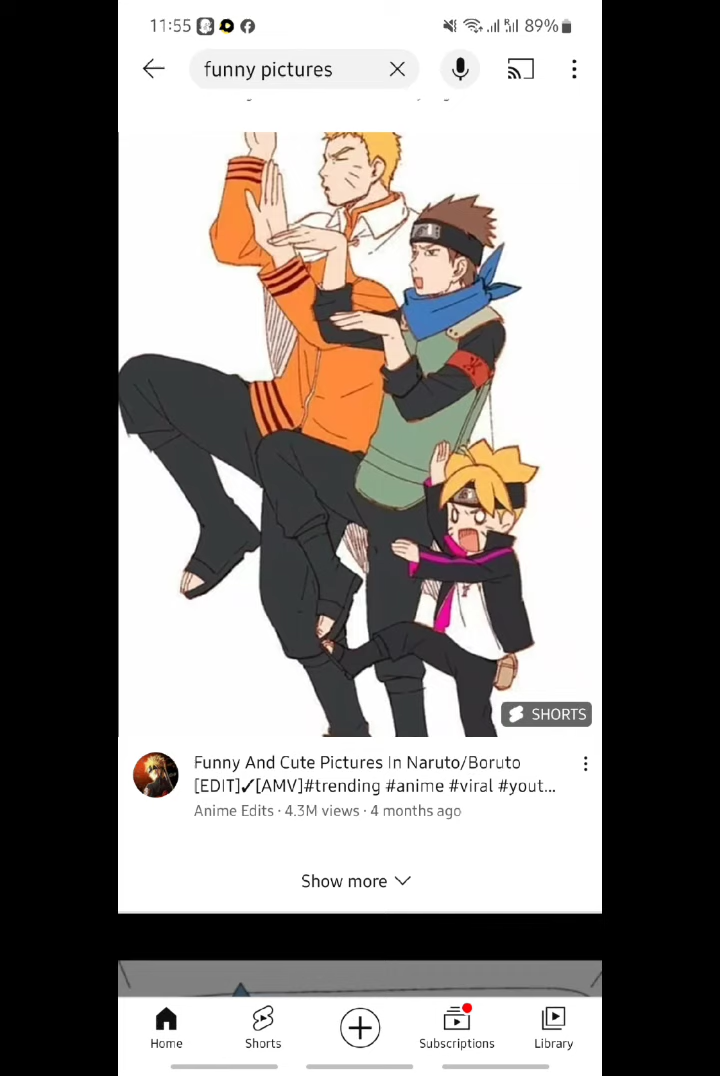 11:55 89%
funny pictures
SHORTS
Funny And Cute Pictures In Naruto/Boruto
[EDIT]✓[AMV]#trending #anime #viral #yout...
Anime Edits · 4.3M views · 4 months ago
Show more
Home Shorts Subscriptions Library